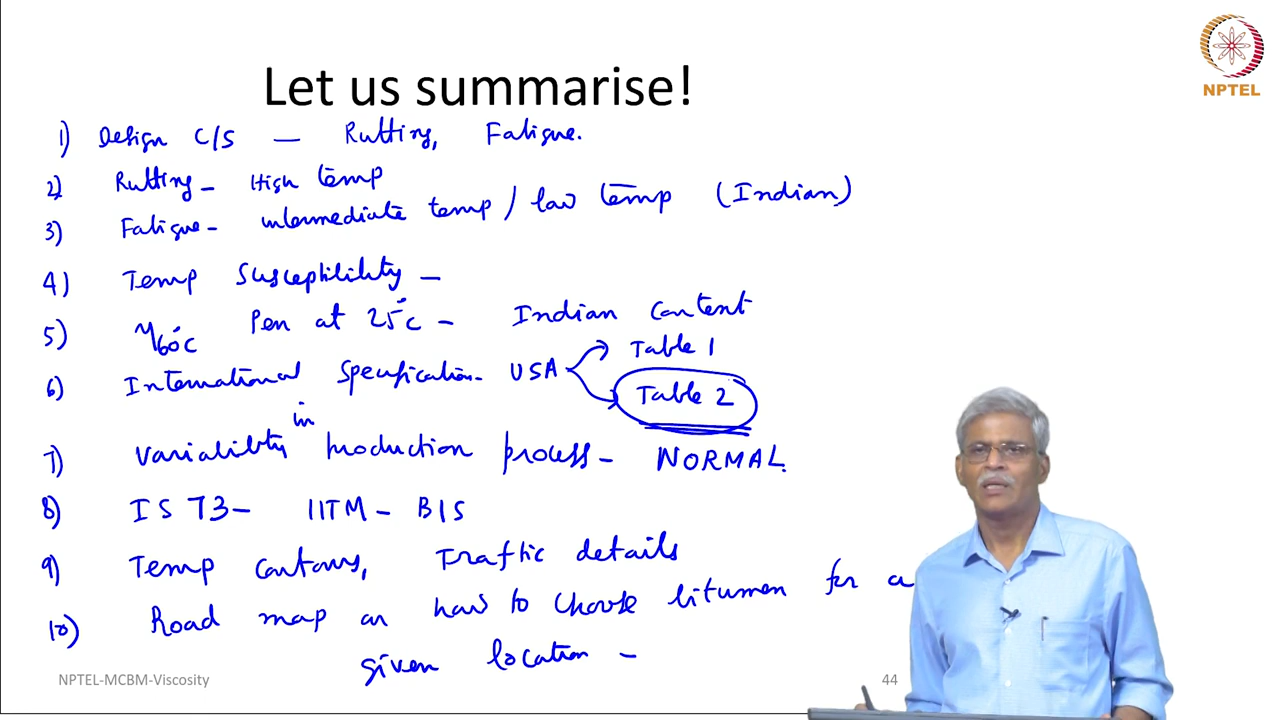 NPTEL
Let us summarise!
1) Design C/S — Rutting, Fatigue.
2) Rutting - High temp
3) Fatigue - intermediate temp / low temp (Indian)
4) Temp Susceptibility -
5) η60°C Pen at 25°C - Indian context
6) International Specification - USA Table 1
Table 2
7) Variability in production process - NORMAL.
8) IS 73 - IITM - BIS
9) Temp contours, Traffic details
10) Road map on how to choose bitumen for a
given location -
NPTEL-MCBM-Viscosity
44